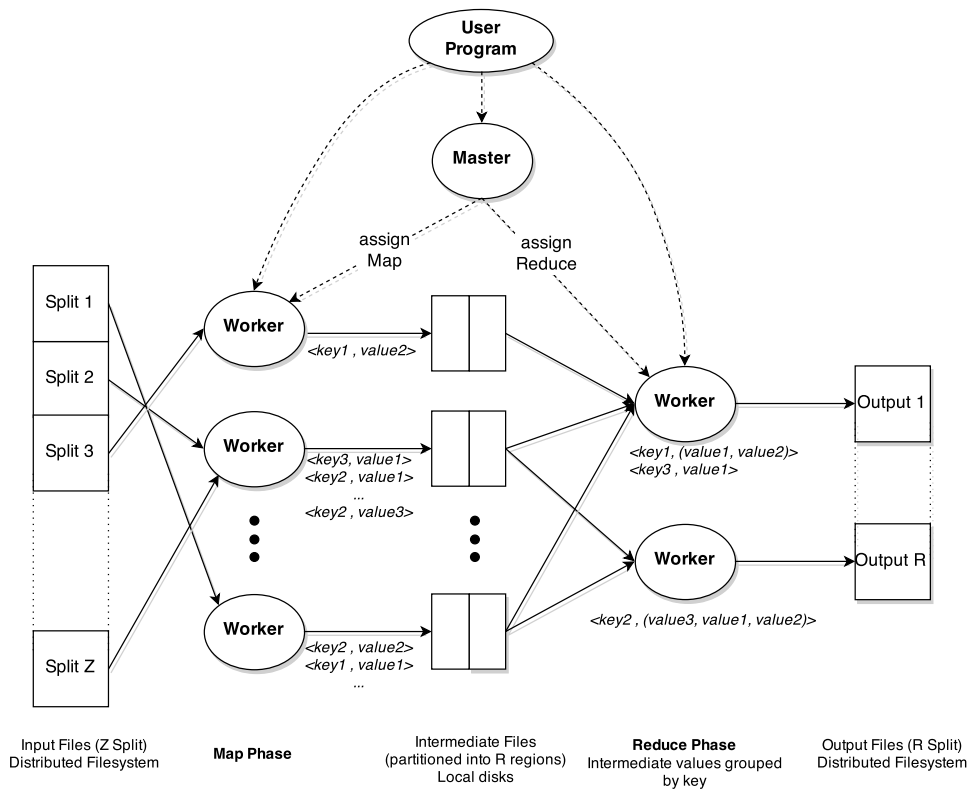 User
Program
Master
assign
Map
assign
Reduce
Split 1
Split 2
Split 3
Split Z
Worker
<key1 , value2>
Worker
<key3, value1>
<key2 , value1>
...
<key2 , value3>
Worker
<key2 , value2>
<key1 , value1>
...
Worker
<key1, (value1, value2)>
<key3 , value1>
Worker
<key2 , (value3, value1, value2)>
Output 1
Output R
Input Files (Z Split)
Distributed Filesystem
Map Phase
Intermediate Files
(partitioned into R regions)
Local disks
Reduce Phase
Intermediate values grouped
by key
Output Files (R Split)
Distributed Filesystem